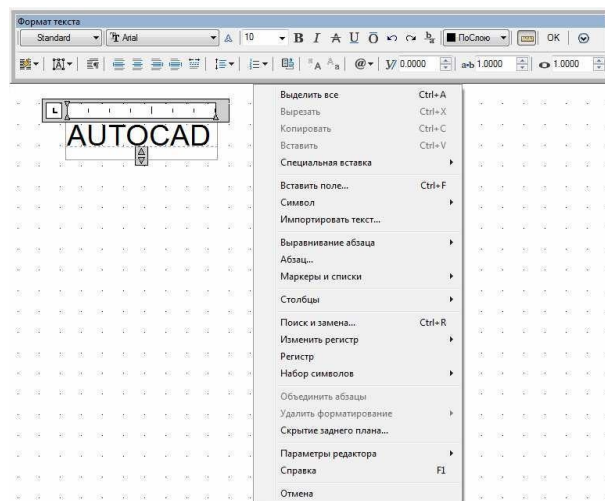 Формат текста
Standard Arial 10 B I A U O ПоСлою OK
@ 0.0000 a•b 1.0000 1.0000
AUTOCAD
Выделить все Ctrl+A
Вырезать Ctrl+X
Копировать Ctrl+C
Вставить Ctrl+V
Специальная вставка
Вставить поле... Ctrl+F
Символ
Импортировать текст...
Выравнивание абзаца
Абзац...
Маркеры и списки
Столбцы
Поиск и замена... Ctrl+R
Изменить регистр
Регистр
Набор символов
Объединить абзацы
Удалить форматирование
Скрытие заднего плана...
Параметры редактора
Справка F1
Отмена